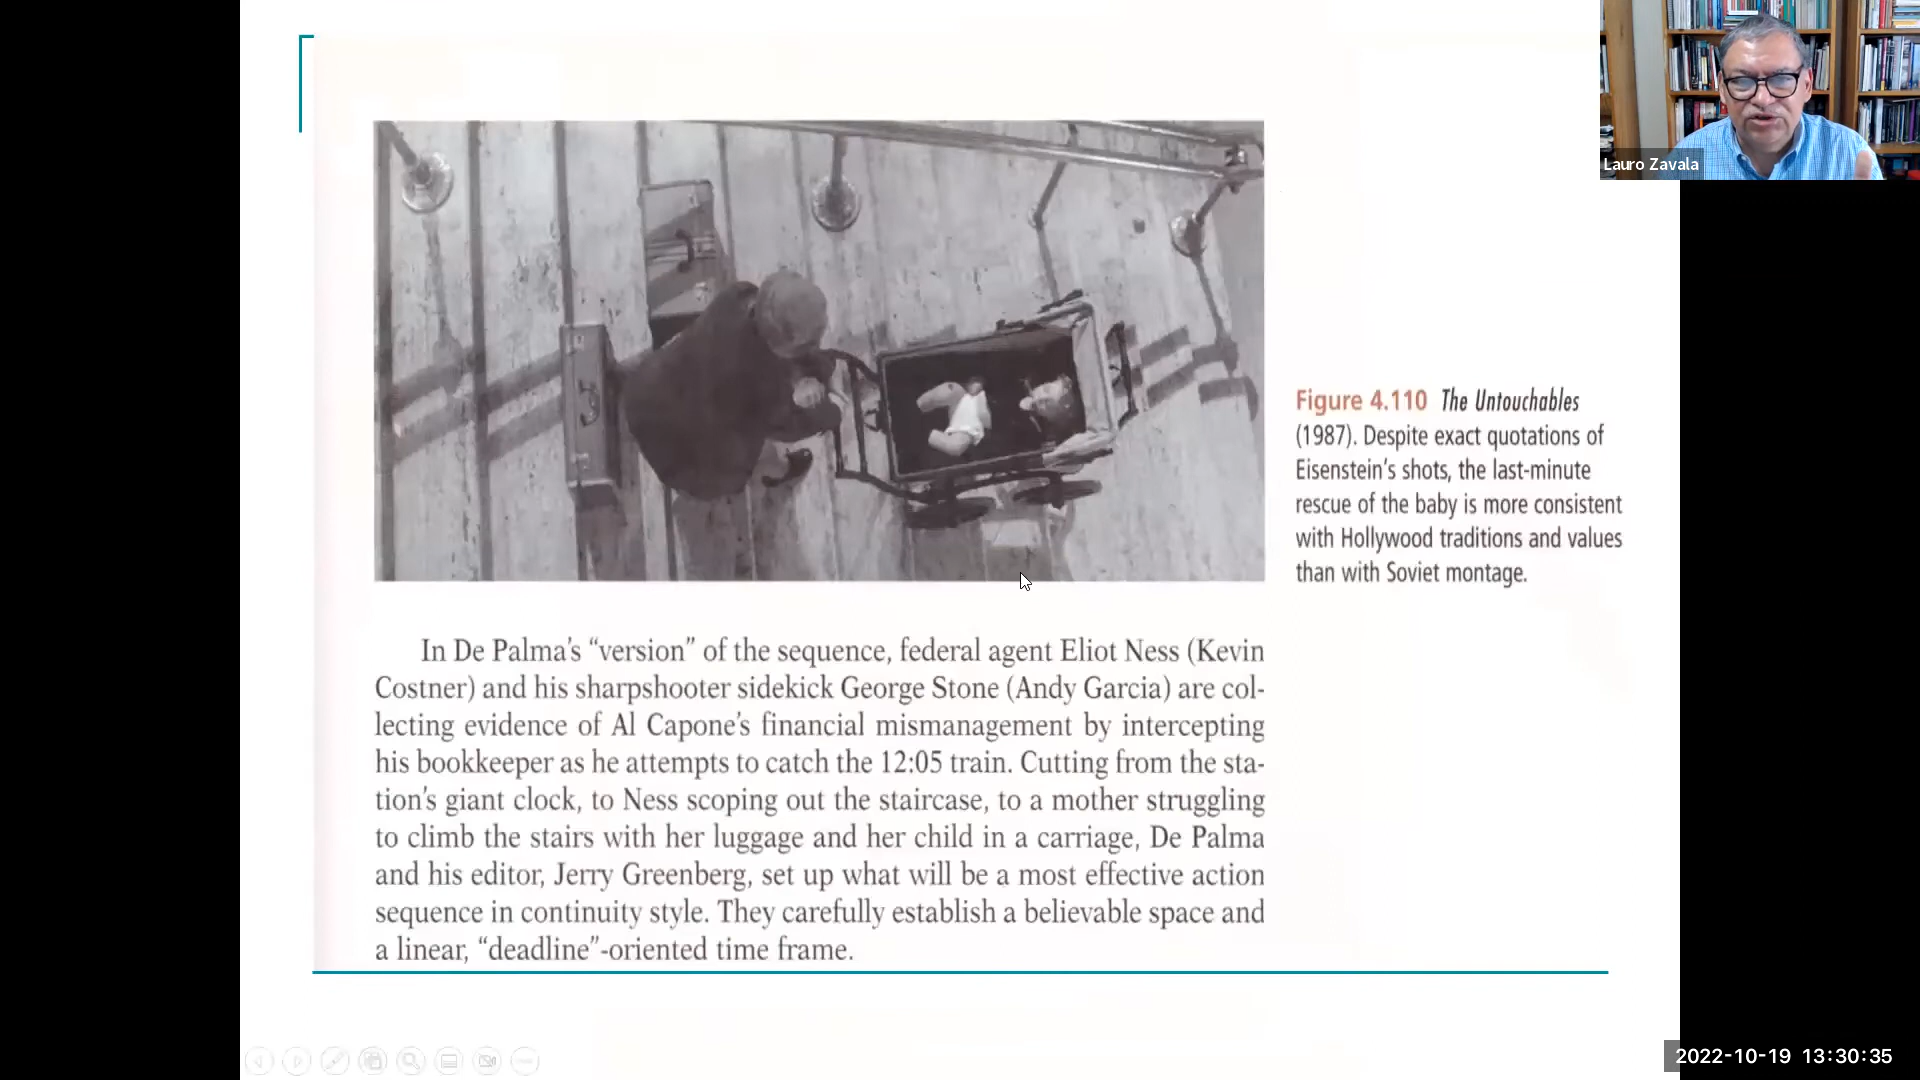 Lauro Zavala
Figure 4.110 The Untouchables
(1987). Despite exact quotations of
Eisenstein's shots, the last-minute
rescue of the baby is more consistent
with Hollywood traditions and values
than with Soviet montage.
In De Palma's “version” of the sequence, federal agent Eliot Ness (Kevin
Costner) and his sharpshooter sidekick George Stone (Andy Garcia) are col-
lecting evidence of Al Capone's financial mismanagement by intercepting
his bookkeeper as he attempts to catch the 12:05 train. Cutting from the sta-
tion's giant clock, to Ness scoping out the staircase, to a mother struggling
to climb the stairs with her luggage and her child in a carriage, De Palma
and his editor, Jerry Greenberg, set up what will be a most effective action
sequence in continuity style. They carefully establish a believable space and
a linear, “deadline”-oriented time frame.
2022-10-19 13:30:35